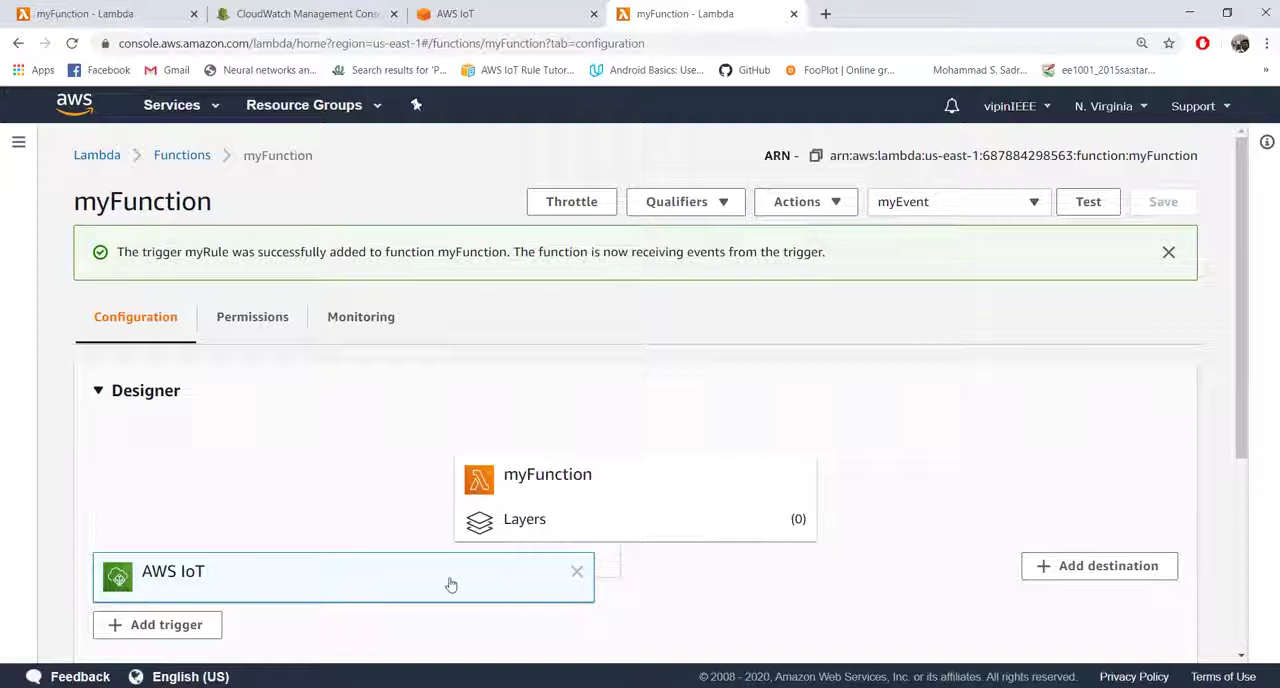 myFunction - Lambda
CloudWatch Management Cons
AWS IoT
myFunction - Lambda
console.aws.amazon.com/lambda/home?region=us-east-1#/functions/myFunction?tab=configuration
Apps
Facebook
Gmail
Neural networks an...
Search results for 'P...
AWS IoT Rule Tutor...
Android Basics: Use...
GitHub
FooPlot | Online gr...
Mohammad S. Sadr...
ee1001_2015sa:star...
aws
Services
Resource Groups
vipinIEEE
N. Virginia
Support
Lambda
Functions
myFunction
ARN - arn:aws:lambda:us-east-1:687884298563:function:myFunction
myFunction
Throttle
Qualifiers
Actions
myEvent
Test
Save
The trigger myRule was successfully added to function myFunction. The function is now receiving events from the trigger.
Configuration
Permissions
Monitoring
Designer
myFunction
Layers
(0)
AWS IoT
+ Add destination
+ Add trigger
Feedback
English (US)
© 2008 - 2020, Amazon Web Services, Inc. or its affiliates. All rights reserved.
Privacy Policy
Terms of Use